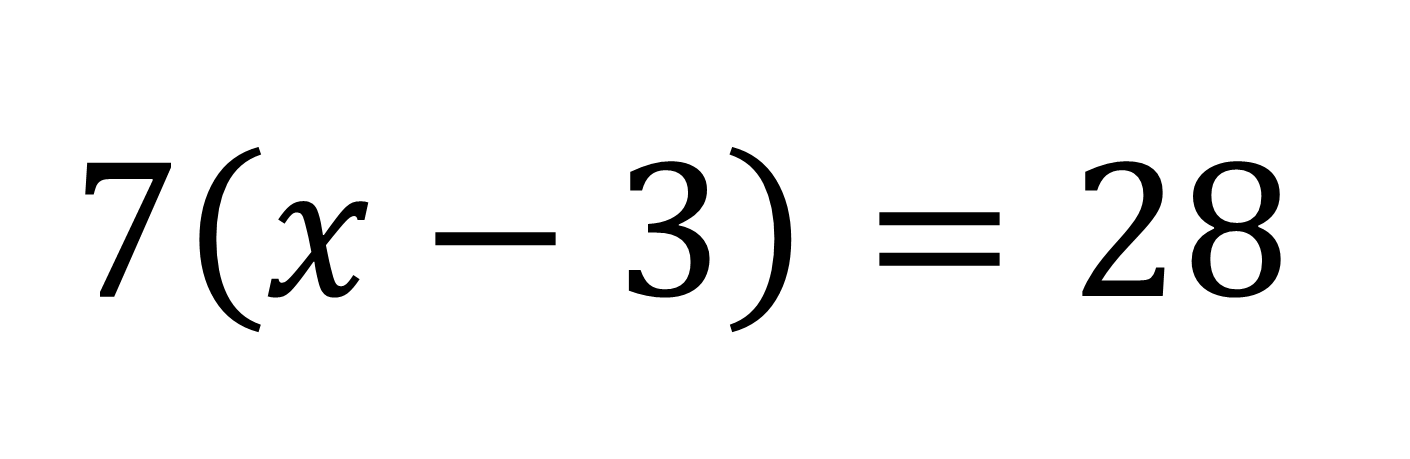 7(x − 3) = 28